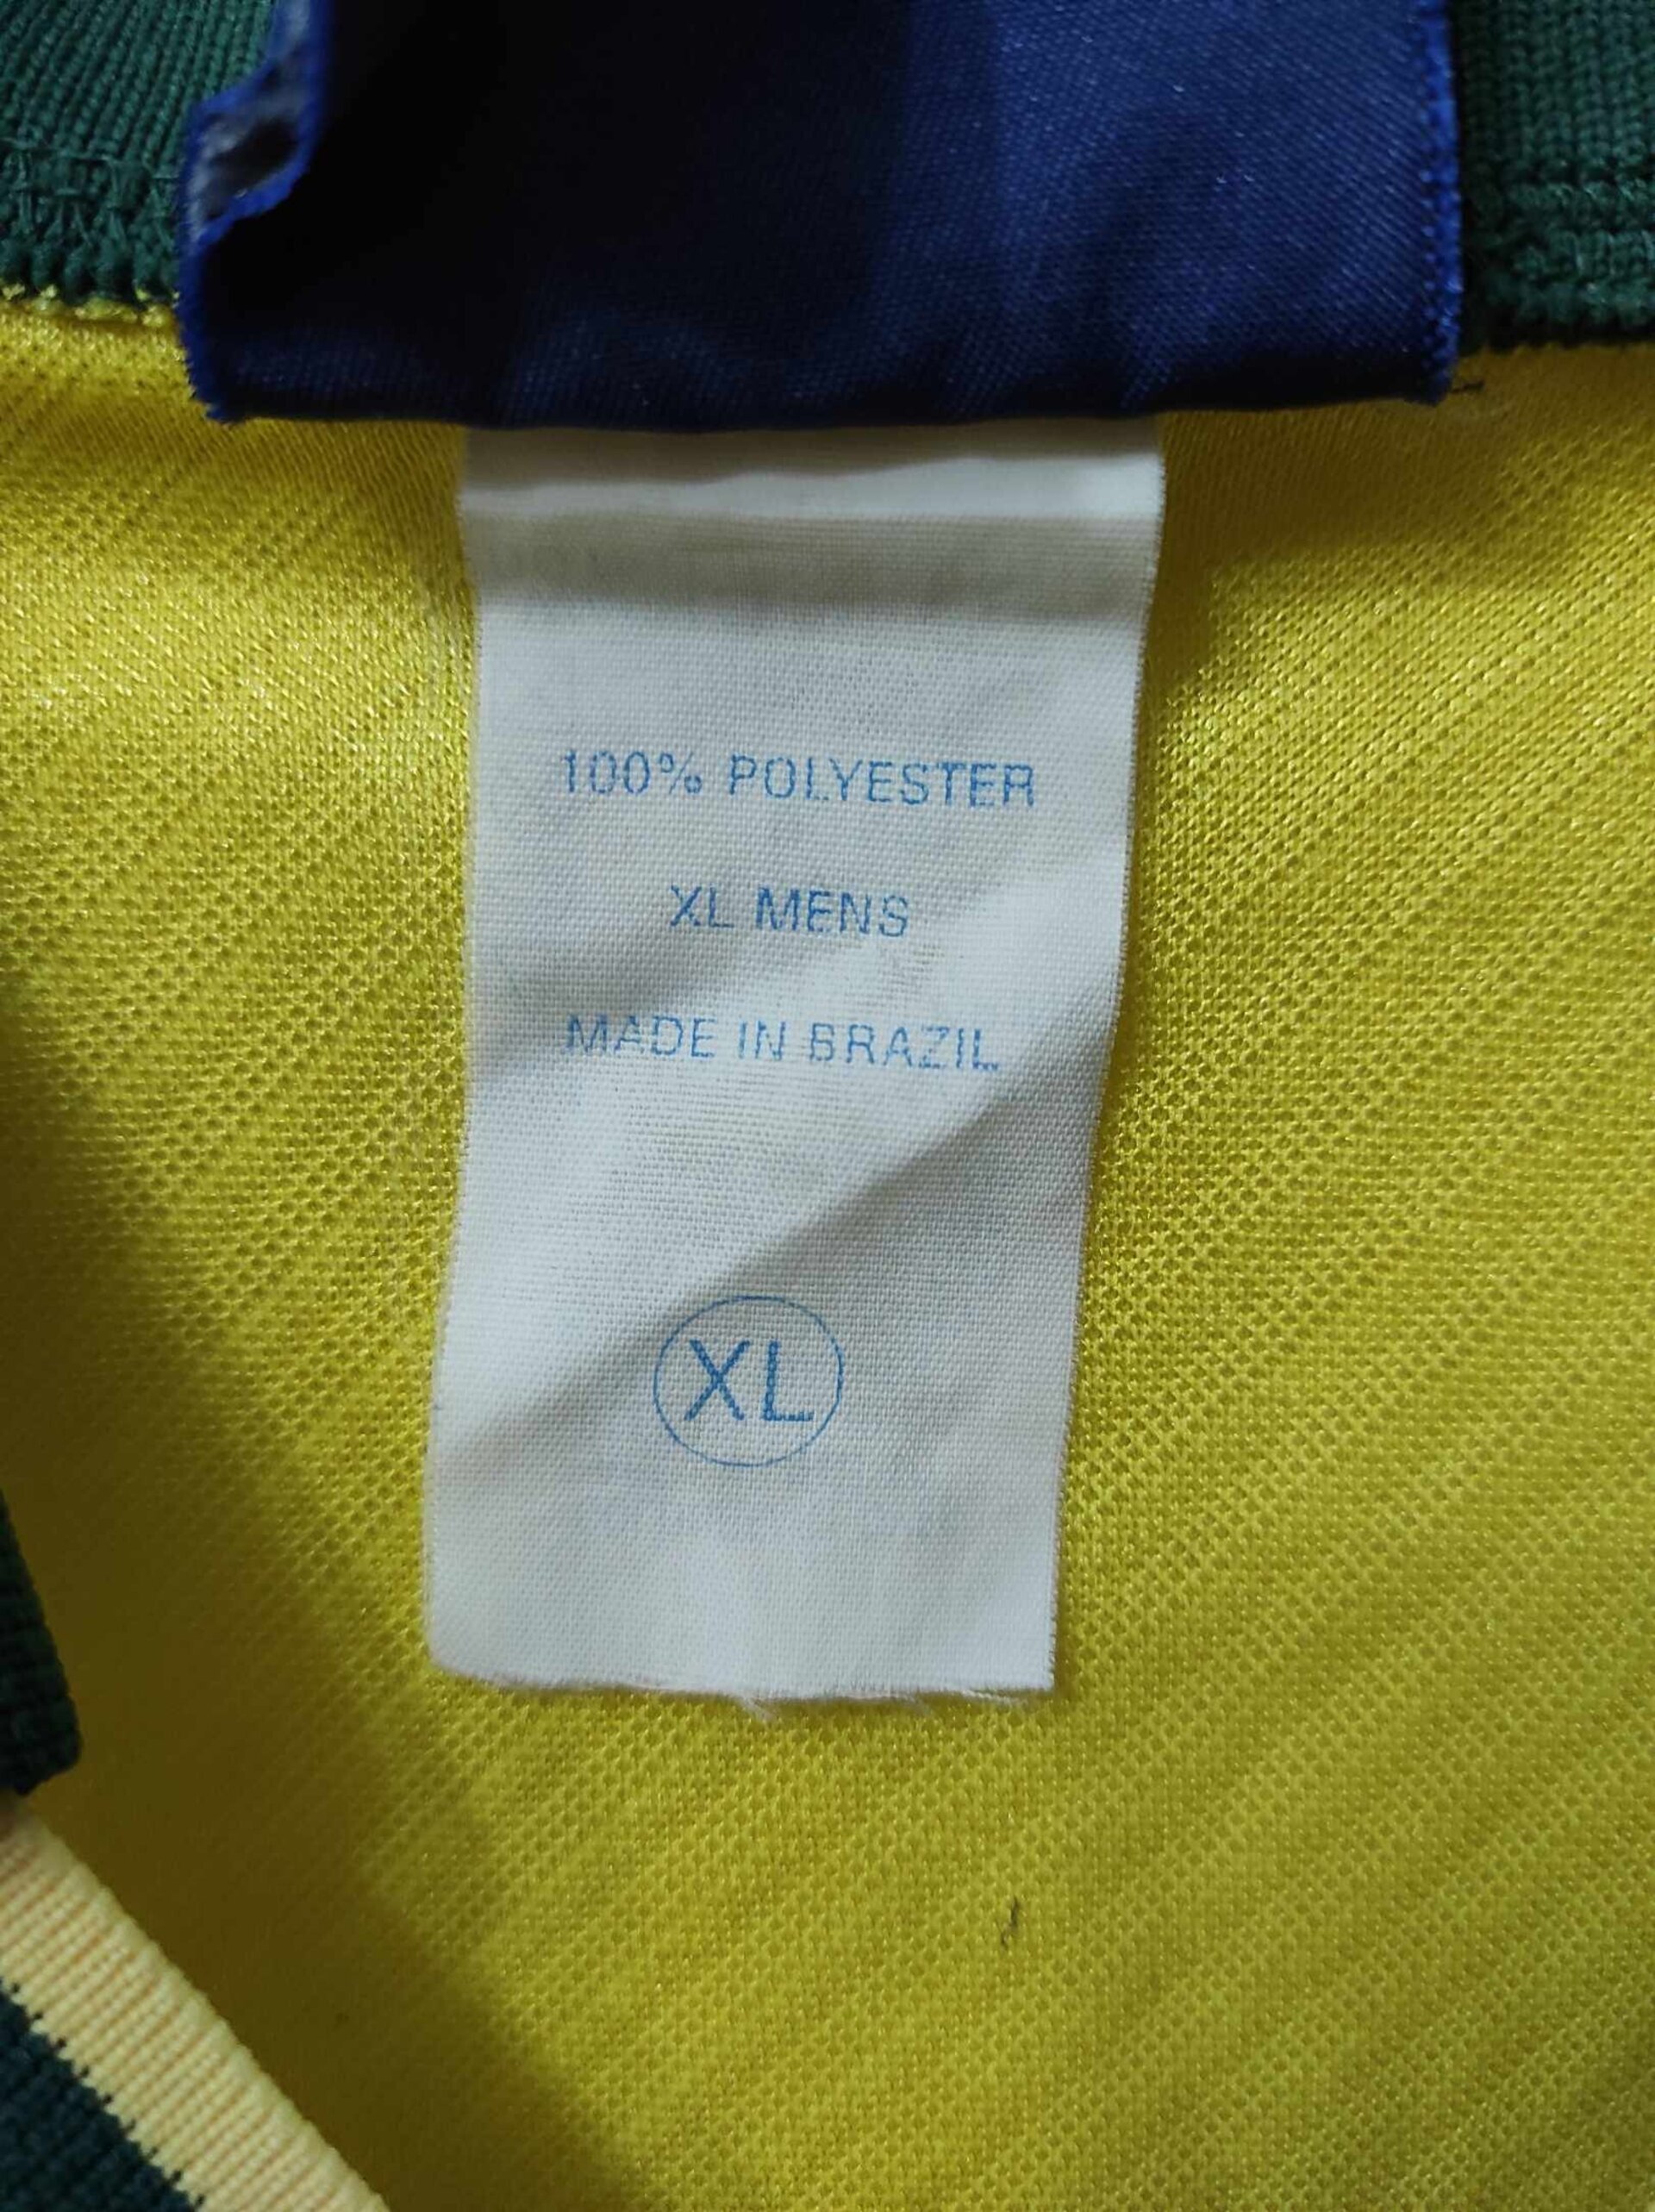 100% POLYESTER
XL MENS
MADE IN BRAZIL
XL